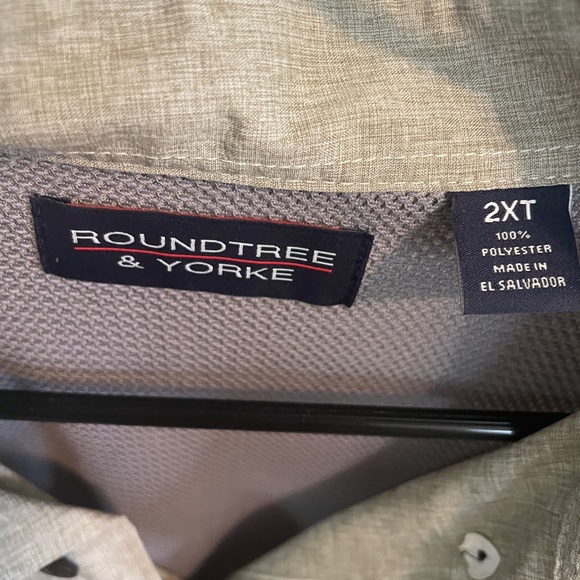 ROUNDTREE
& YORKE
2XT
100%
POLYESTER
MADE IN
EL SALVADOR